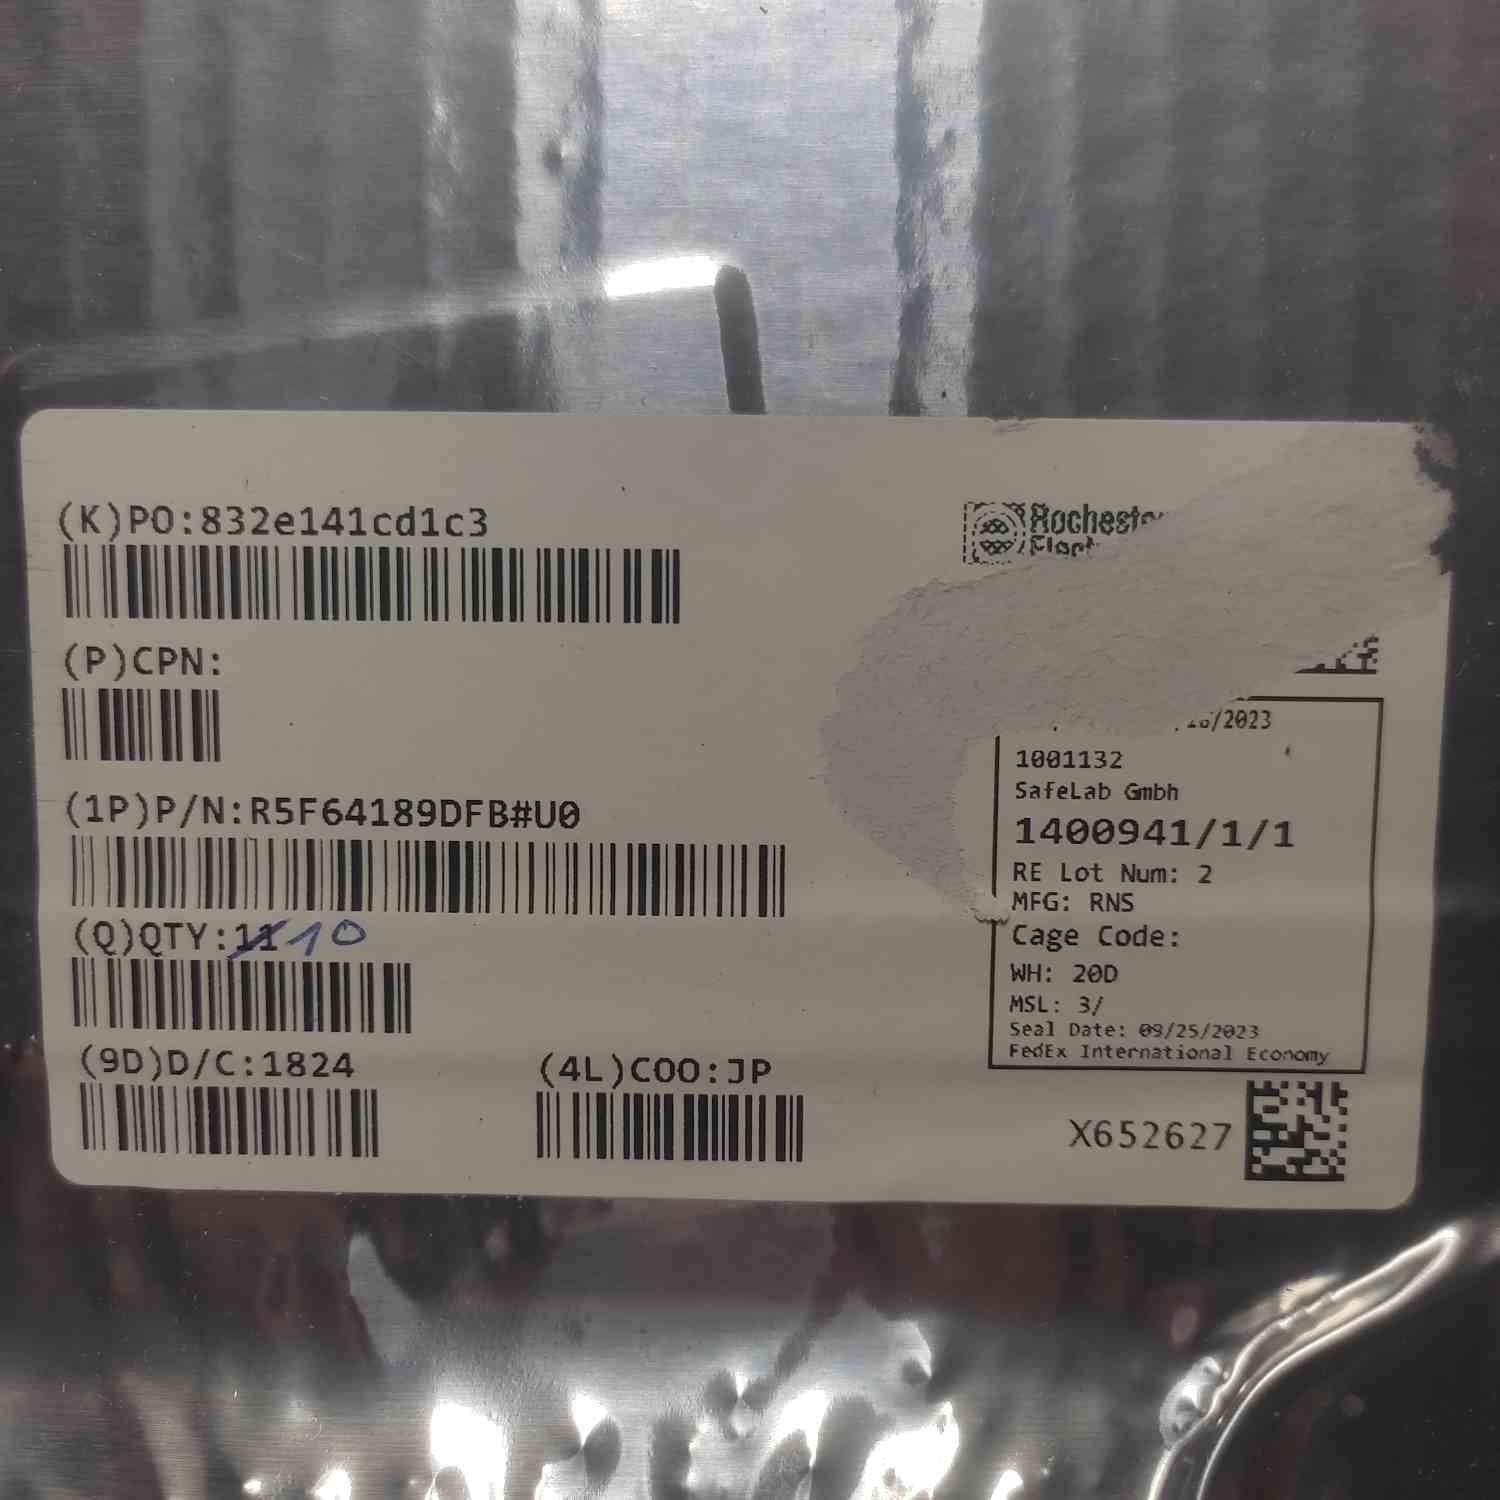 (K)PO:832e141cd1c3
Rochest
(P)CPN:
(1P)P/N:R5F64189DFB#U0
(Q)QTY:11 10
(9D)D/C:1824
(4L)COO:JP
/2023
1001132
SafeLab Gmbh
1400941/1/1
RE Lot Num: 2
MFG: RNS
Cage Code:
WH: 20D
MSL: 3/
Seal Date: 09/25/2023
FedEx International Economy
X652627